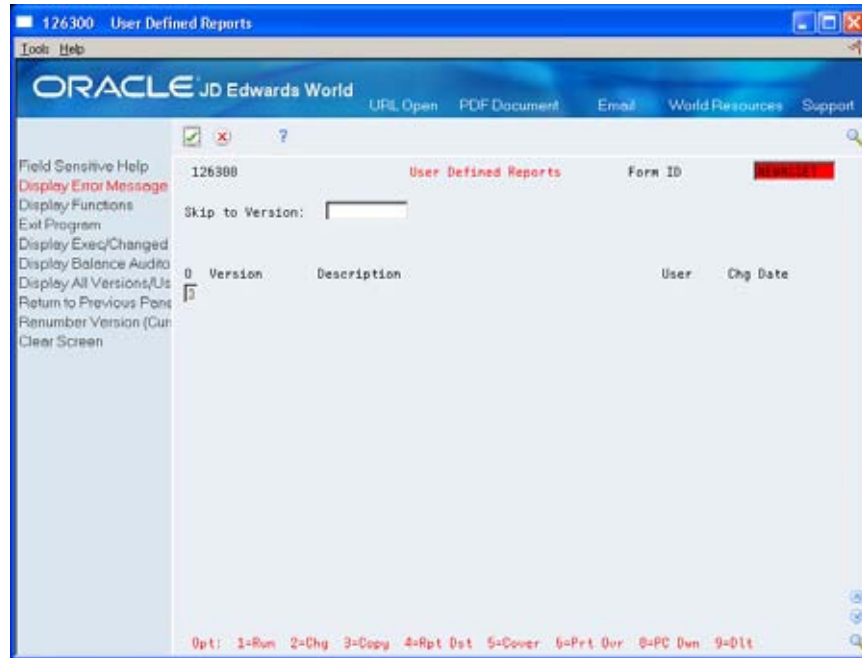 126300 User Defined Reports
Tools Help
ORACLE JD Edwards World
URL Open PDF Document Email World Resources Support
?
Field Sensitive Help
Display Error Message
Display Functions
Exit Program
Display Exec/Changed
Display Balance Audito
Display All Versions/Us
Return to Previous Pane
Renumber Version (Curr
Clear Screen
126300 User Defined Reports Form ID
Skip to Version:
O Version Description User Chg Date
3
Opt: 1=Run 2=Chg 3=Copy 4=Rpt Dst 5=Cover 6=Prt Ovr 8=PC Dwn 9=Dlt